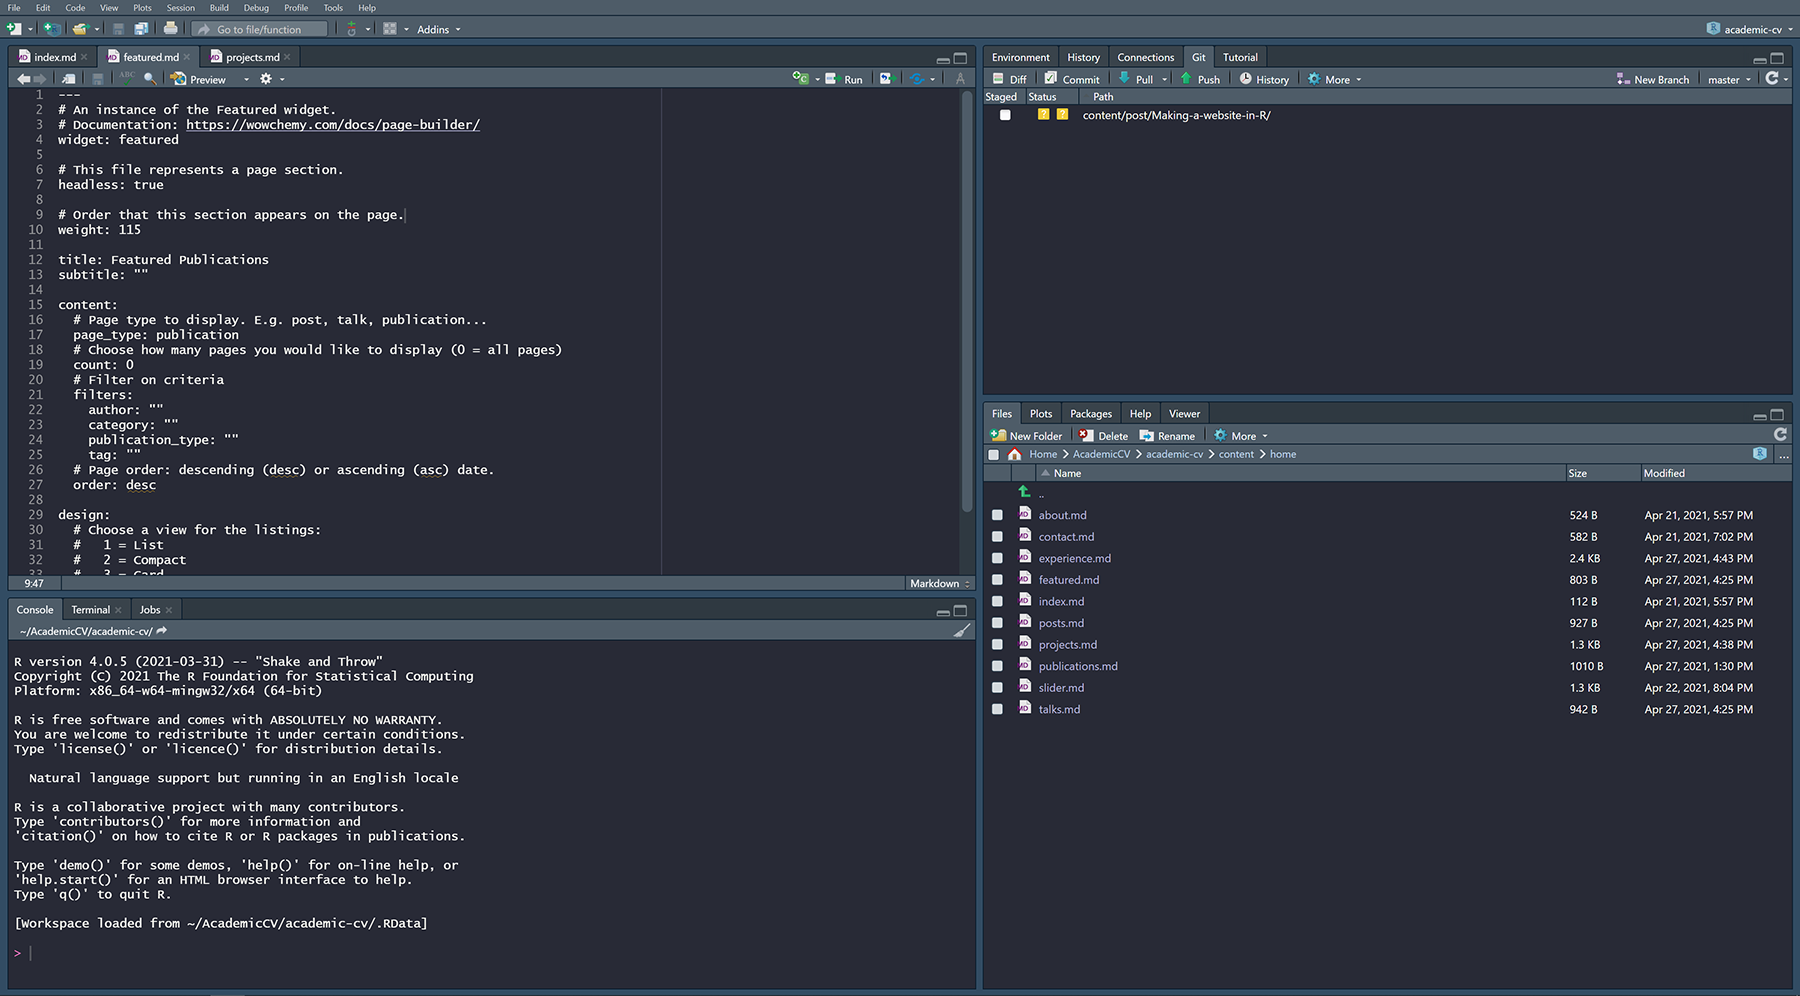 File Edit Code View Plots Session Build Debug Profile Tools Help
Go to file/function Addins academic-cv
index.md featured.md projects.md
ABC Preview Run
1 ---
2 # An instance of the Featured widget.
3 # Documentation: https://wowchemy.com/docs/page-builder/
4 widget: featured
5
6 # This file represents a page section.
7 headless: true
8
9 # Order that this section appears on the page.
10 weight: 115
11
12 title: Featured Publications
13 subtitle: ""
14
15 content:
16 # Page type to display. E.g. post, talk, publication...
17 page_type: publication
18 # Choose how many pages you would like to display (0 = all pages)
19 count: 0
20 # Filter on criteria
21 filters:
22 author: ""
23 category: ""
24 publication_type: ""
25 tag: ""
26 # Page order: descending (desc) or ascending (asc) date.
27 order: desc
28
29 design:
30 # Choose a view for the listings:
31 # 1 = List
32 # 2 = Compact
33 # 3 = Card
9:47 Markdown
Console Terminal Jobs
~/AcademicCV/academic-cv/
R version 4.0.5 (2021-03-31) -- "Shake and Throw"
Copyright (C) 2021 The R Foundation for Statistical Computing
Platform: x86_64-w64-mingw32/x64 (64-bit)
R is free software and comes with ABSOLUTELY NO WARRANTY.
You are welcome to redistribute it under certain conditions.
Type 'license()' or 'licence()' for distribution details.
Natural language support but running in an English locale
R is a collaborative project with many contributors.
Type 'contributors()' for more information and
'citation()' on how to cite R or R packages in publications.
Type 'demo()' for some demos, 'help()' for on-line help, or
'help.start()' for an HTML browser interface to help.
Type 'q()' to quit R.
[Workspace loaded from ~/AcademicCV/academic-cv/.RData]
>
Environment History Connections Git Tutorial
Diff Commit Pull Push History More New Branch master
Staged Status Path
? ? content/post/Making-a-website-in-R/
Files Plots Packages Help Viewer
New Folder Delete Rename More
Home AcademicCV academic-cv content home R ...
Name Size Modified
..
about.md 524 B Apr 21, 2021, 5:57 PM
contact.md 582 B Apr 21, 2021, 7:02 PM
experience.md 2.4 KB Apr 27, 2021, 4:43 PM
featured.md 803 B Apr 27, 2021, 4:25 PM
index.md 112 B Apr 21, 2021, 5:57 PM
posts.md 927 B Apr 27, 2021, 4:25 PM
projects.md 1.3 KB Apr 27, 2021, 4:38 PM
publications.md 1010 B Apr 27, 2021, 1:30 PM
slider.md 1.3 KB Apr 22, 2021, 8:04 PM
talks.md 942 B Apr 27, 2021, 4:25 PM